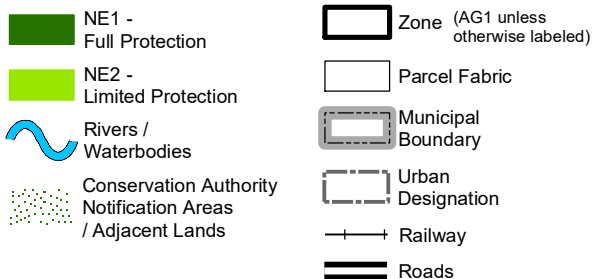 NE1 -
Full Protection
NE2 -
Limited Protection
Rivers /
Waterbodies
Conservation Authority
Notification Areas
/ Adjacent Lands
Zone (AG1 unless
otherwise labeled)
Parcel Fabric
Municipal
Boundary
Urban
Designation
Railway
Roads